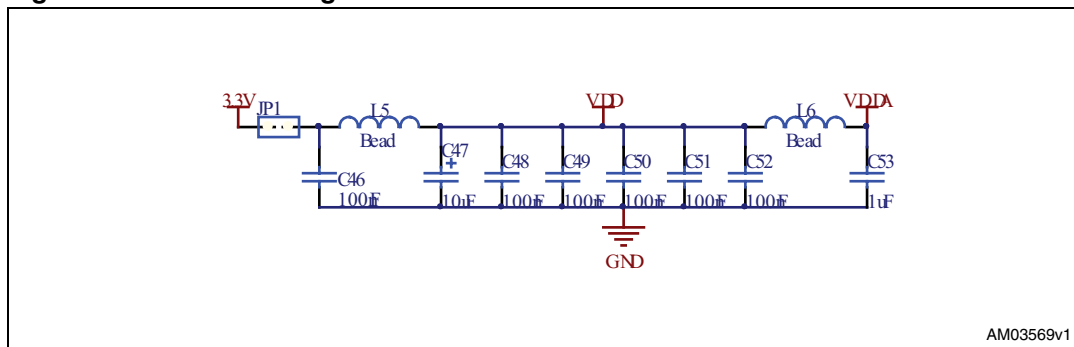 3.3V
JP1
L5
Bead
VDD
L6
Bead
VDDA
C46
100nF
C47
+
10uF
C48
100nF
C49
100nF
C50
100nF
C51
100nF
C52
100nF
C53
1uF
GND
AM03569v1